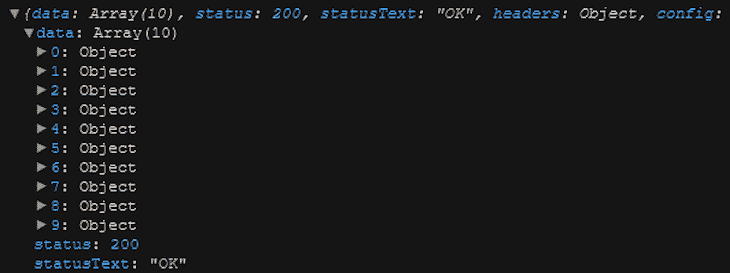 ▼{data: Array(10), status: 200, statusText: "OK", headers: Object, config:
▼data: Array(10)
▶0: Object
▶1: Object
▶2: Object
▶3: Object
▶4: Object
▶5: Object
▶6: Object
▶7: Object
▶8: Object
▶9: Object
status: 200
statusText: "OK"